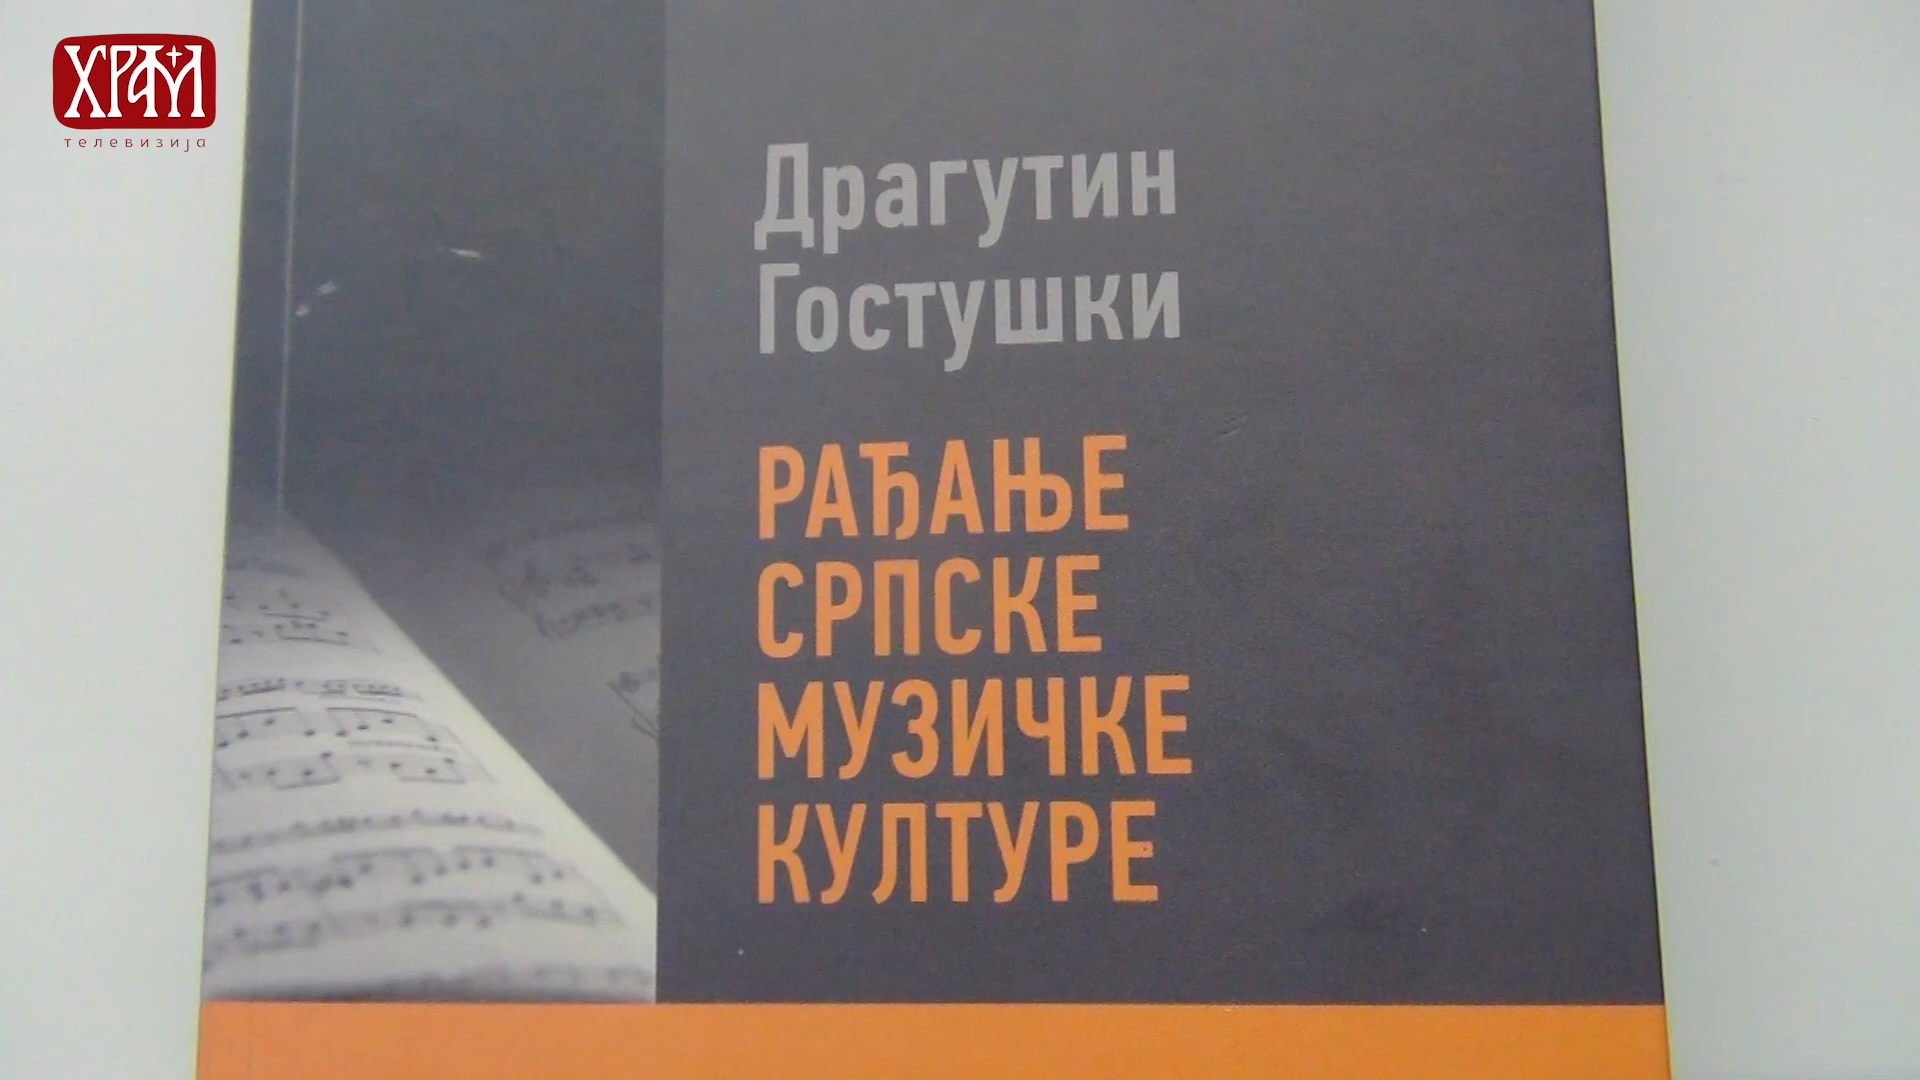 ХРАМ
телевизија
Драгутин
Гостушки
РАЂАЊЕ
СРПСКЕ
МУЗИЧКЕ
КУЛТУРЕ